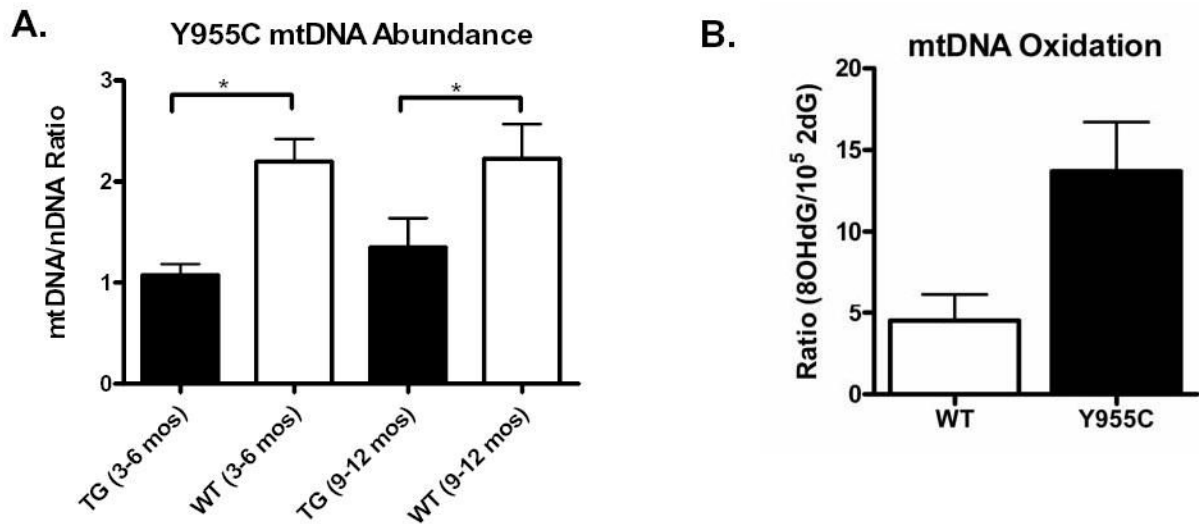 A.
Y955C mtDNA Abundance
mtDNA/nDNA Ratio
3
2
1
0
*
*
TG (3-6 mos)
WT (3-6 mos)
TG (9-12 mos)
WT (9-12 mos)
B.
mtDNA Oxidation
Ratio (8OHdG/10⁵ 2dG)
20
15
10
5
0
WT
Y955C